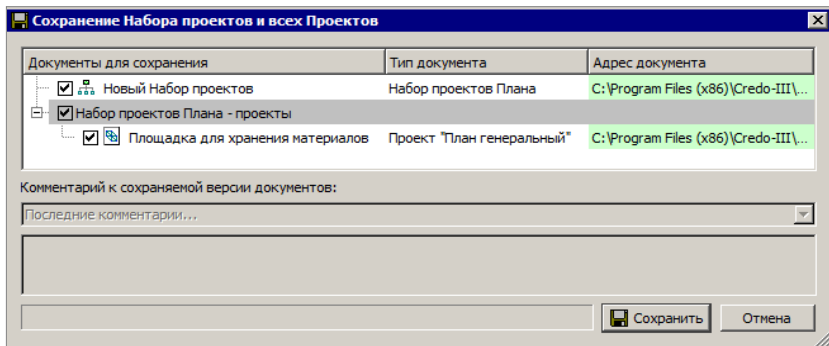 Сохранение Набора проектов и всех Проектов
Документы для сохранения Тип документа Адрес документа
Новый Набор проектов Набор проектов Плана C:\Program Files (x86)\Credo-III\...
Набор проектов Плана - проекты
Площадка для хранения материалов Проект "План генеральный" C:\Program Files (x86)\Credo-III\...
Комментарий к сохраняемой версии документов:
Последние комментарии...
Сохранить Отмена